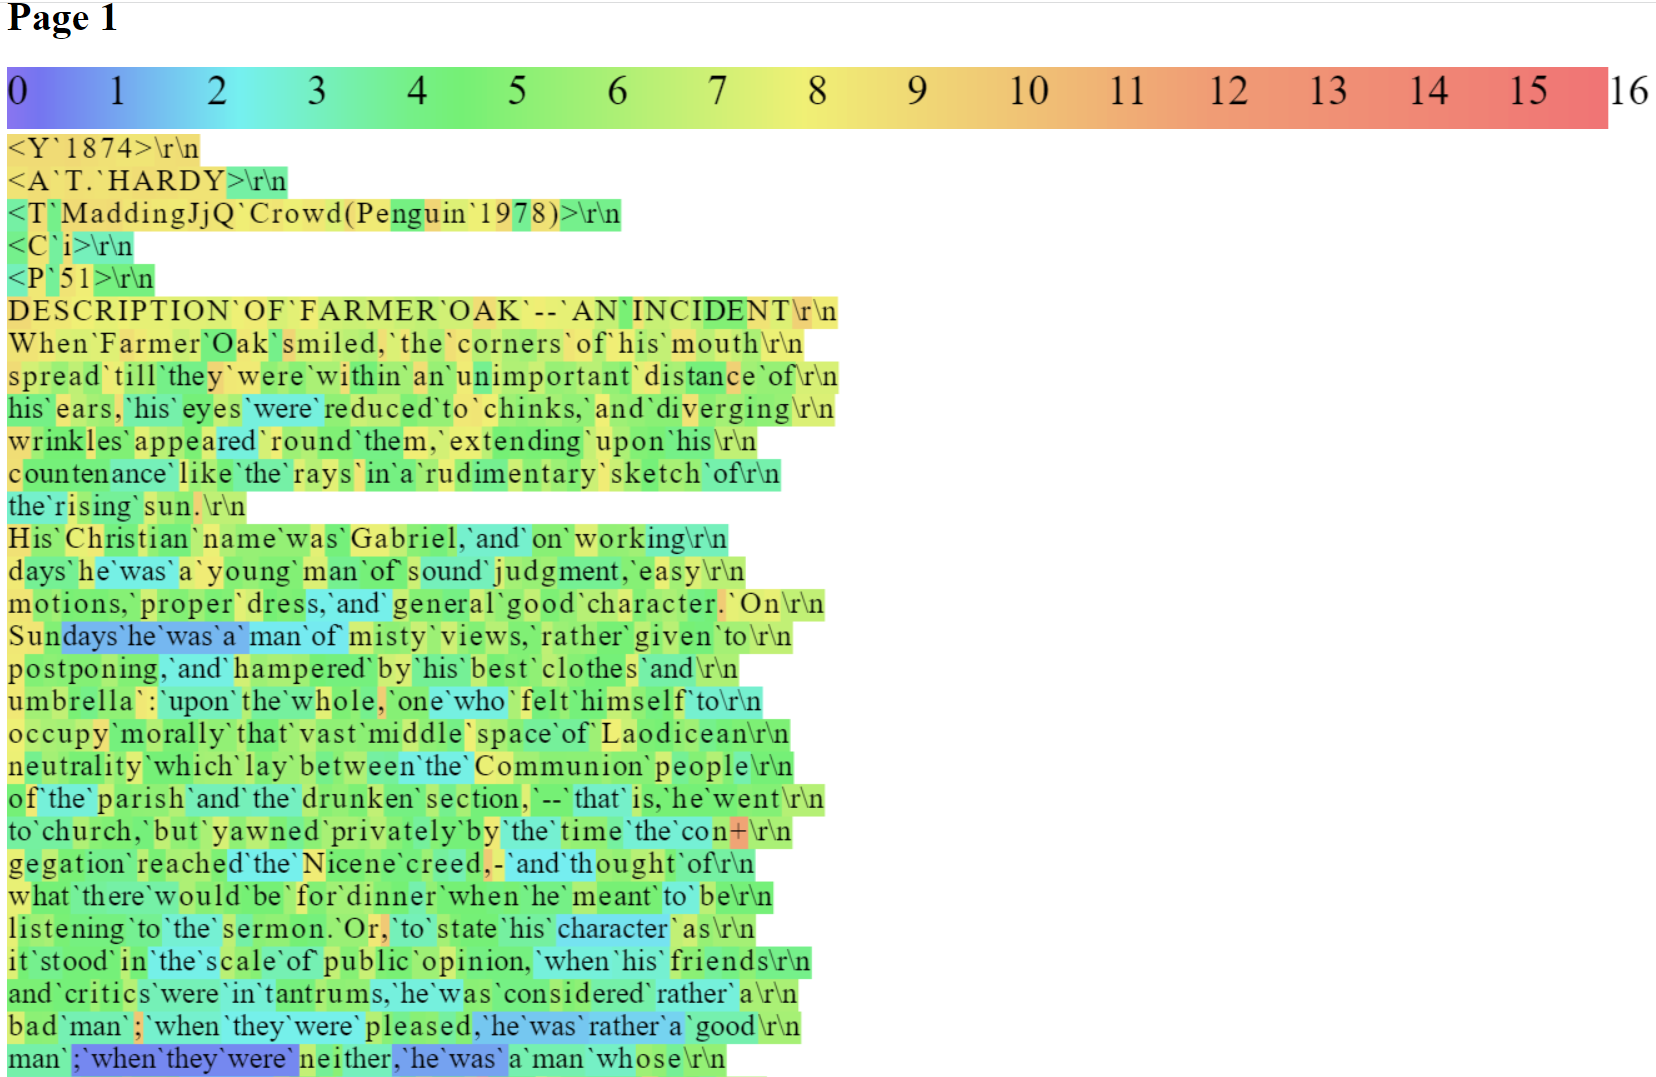 Page 1
0 1 2 3 4 5 6 7 8 9 10 11 12 13 14 15 16
<Y`1874>\r\n
<A`T.`HARDY>\r\n
<T`MaddingJjQ`Crowd(Penguin`1978)>\r\n
<C`i>\r\n
<P`51>\r\n
DESCRIPTION`OF`FARMER`OAK`--`AN`INCIDENT\r\n
When`Farmer`Oak`smiled,`the`corners`of`his`mouth\r\n
spread`till`they`were`within`an`unimportant`distance`of\r\n
his`ears,`his`eyes`were`reduced`to`chinks,`and`diverging\r\n
wrinkles`appeared`round`them,`extending`upon`his\r\n
countenance`like`the`rays`in`a`rudimentary`sketch`of\r\n
the`rising`sun.\r\n
His`Christian`name`was`Gabriel,`and`on`working\r\n
days`he`was`a`young`man`of`sound`judgment,`easy\r\n
motions,`proper`dress,`and`general`good`character.`On\r\n
Sundays`he`was`a`man`of`misty`views,`rather`given`to\r\n
postponing,`and`hampered`by`his`best`clothes`and\r\n
umbrella`:`upon`the`whole,`one`who`felt`himself`to\r\n
occupy`morally`that`vast`middle`space`of`Laodicean\r\n
neutrality`which`lay`between`the`Communion`people\r\n
of`the`parish`and`the`drunken`section,`--`that`is,`he`went\r\n
to`church,`but`yawned`privately`by`the`time`the`con+\r\n
gegation`reached`the`Nicene`creed,-`and`thought`of\r\n
what`there`would`be`for`dinner`when`he`meant`to`be\r\n
listening`to`the`sermon.`Or,`to`state`his`character`as\r\n
it`stood`in`the`scale`of`public`opinion,`when`his`friends\r\n
and`critics`were`in`tantrums,`he`was`considered`rather`a\r\n
bad`man`;`when`they`were`pleased,`he`was`rather`a`good\r\n
man`;`when`they`were`neither,`he`was`a`man`whose\r\n